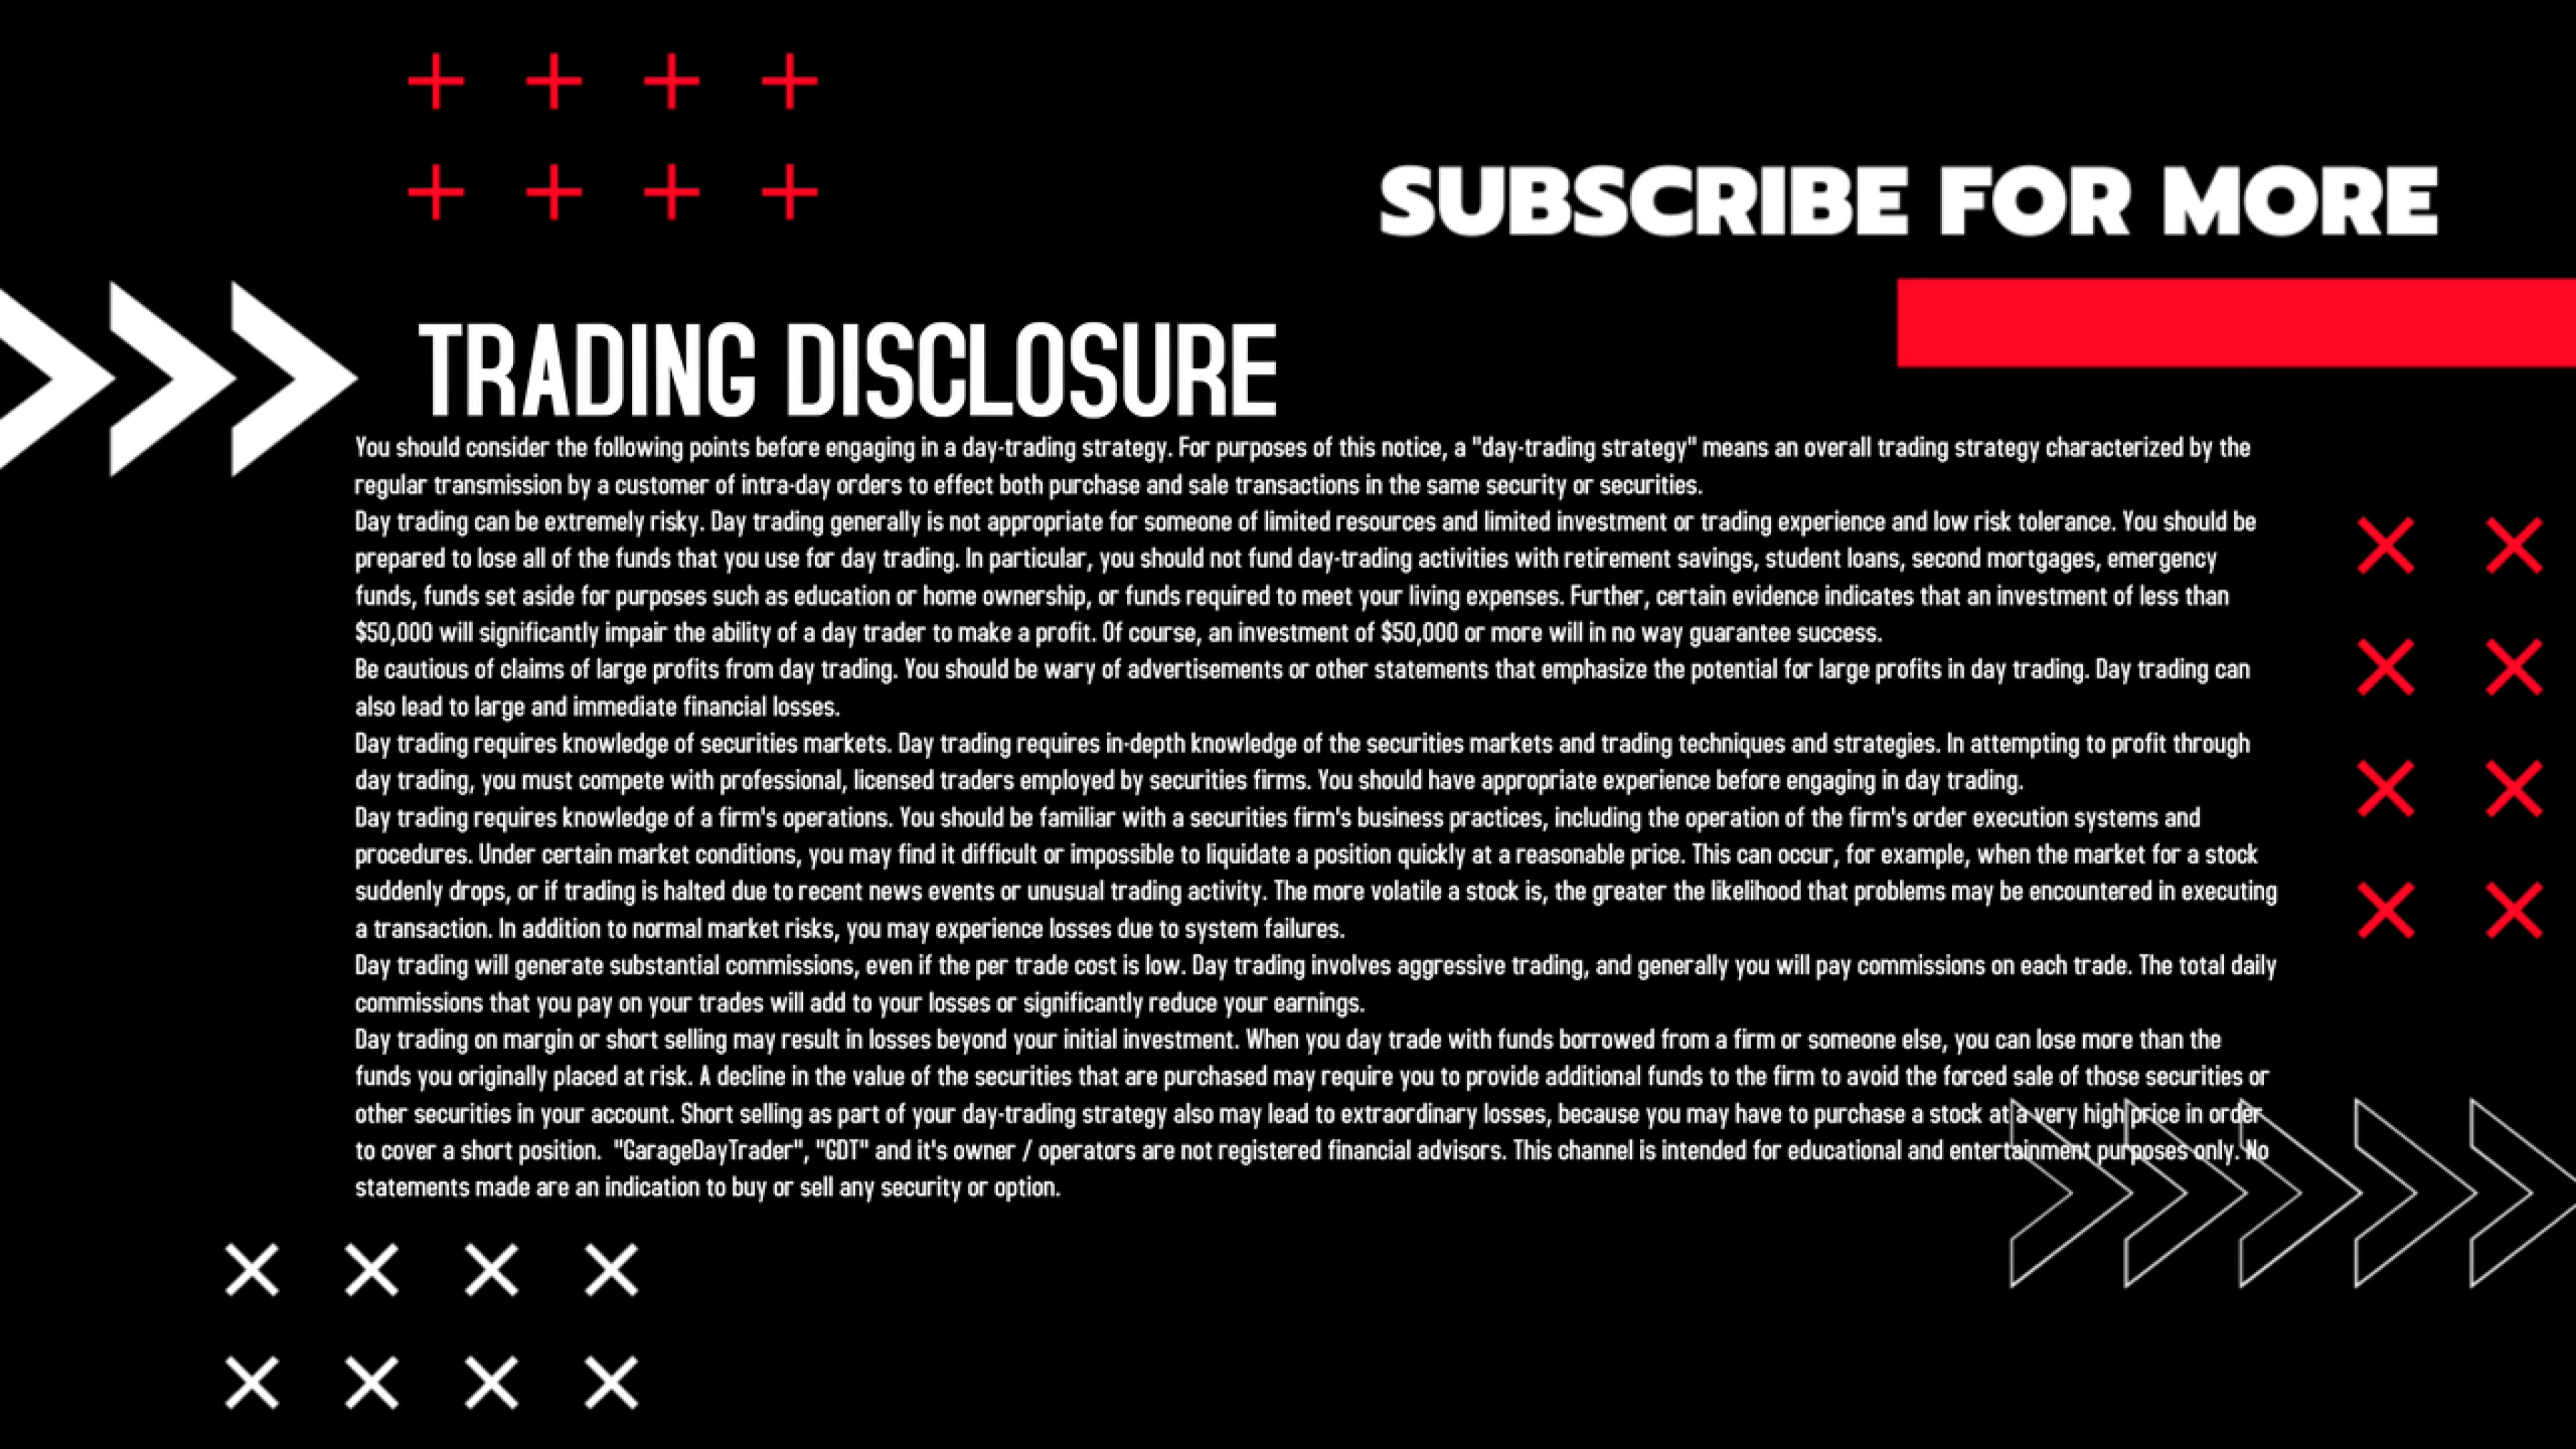 SUBSCRIBE FOR MORE
TRADING DISCLOSURE
You should consider the following points before engaging in a day-trading strategy. For purposes of this notice, a "day-trading strategy" means an overall trading strategy characterized by the
regular transmission by a customer of intra-day orders to effect both purchase and sale transactions in the same security or securities.
Day trading can be extremely risky. Day trading generally is not appropriate for someone of limited resources and limited investment or trading experience and low risk tolerance. You should be
prepared to lose all of the funds that you use for day trading. In particular, you should not fund day-trading activities with retirement savings, student loans, second mortgages, emergency
funds, funds set aside for purposes such as education or home ownership, or funds required to meet your living expenses. Further, certain evidence indicates that an investment of less than
$50,000 will significantly impair the ability of a day trader to make a profit. Of course, an investment of $50,000 or more will in no way guarantee success.
Be cautious of claims of large profits from day trading. You should be wary of advertisements or other statements that emphasize the potential for large profits in day trading. Day trading can
also lead to large and immediate financial losses.
Day trading requires knowledge of securities markets. Day trading requires in-depth knowledge of the securities markets and trading techniques and strategies. In attempting to profit through
day trading, you must compete with professional, licensed traders employed by securities firms. You should have appropriate experience before engaging in day trading.
Day trading requires knowledge of a firm's operations. You should be familiar with a securities firm's business practices, including the operation of the firm's order execution systems and
procedures. Under certain market conditions, you may find it difficult or impossible to liquidate a position quickly at a reasonable price. This can occur, for example, when the market for a stock
suddenly drops, or if trading is halted due to recent news events or unusual trading activity. The more volatile a stock is, the greater the likelihood that problems may be encountered in executing
a transaction. In addition to normal market risks, you may experience losses due to system failures.
Day trading will generate substantial commissions, even if the per trade cost is low. Day trading involves aggressive trading, and generally you will pay commissions on each trade. The total daily
commissions that you pay on your trades will add to your losses or significantly reduce your earnings.
Day trading on margin or short selling may result in losses beyond your initial investment. When you day trade with funds borrowed from a firm or someone else, you can lose more than the
funds you originally placed at risk. A decline in the value of the securities that are purchased may require you to provide additional funds to the firm to avoid the forced sale of those securities or
other securities in your account. Short selling as part of your day-trading strategy also may lead to extraordinary losses, because you may have to purchase a stock at a very high price in order
to cover a short position.  "GarageDayTrader", "GDT" and it's owner / operators are not registered financial advisors. This channel is intended for educational and entertainment purposes only. No
statements made are an indication to buy or sell any security or option.